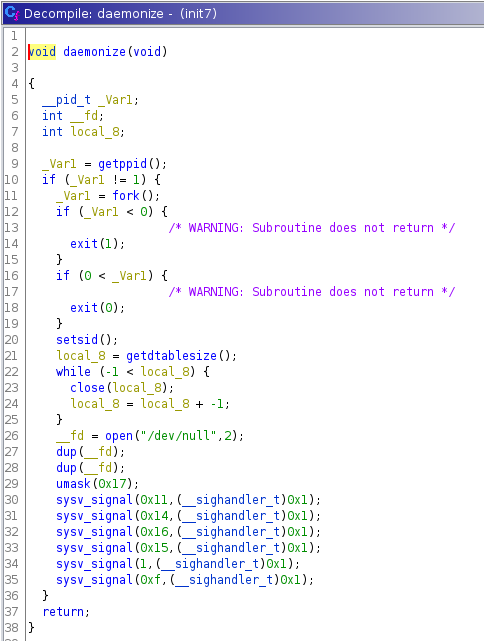 Decompile: daemonize - (init7)
1
2 void daemonize(void)
3
4 {
5   __pid_t _Var1;
6   int __fd;
7   int local_8;
8
9   _Var1 = getppid();
10   if (_Var1 != 1) {
11     _Var1 = fork();
12     if (_Var1 < 0) {
13                     /* WARNING: Subroutine does not return */
14       exit(1);
15     }
16     if (0 < _Var1) {
17                     /* WARNING: Subroutine does not return */
18       exit(0);
19     }
20     setsid();
21     local_8 = getdtablesize();
22     while (-1 < local_8) {
23       close(local_8);
24       local_8 = local_8 + -1;
25     }
26     __fd = open("/dev/null",2);
27     dup(__fd);
28     dup(__fd);
29     umask(0x17);
30     sysv_signal(0x11,(__sighandler_t)0x1);
31     sysv_signal(0x14,(__sighandler_t)0x1);
32     sysv_signal(0x16,(__sighandler_t)0x1);
33     sysv_signal(0x15,(__sighandler_t)0x1);
34     sysv_signal(1,(__sighandler_t)0x1);
35     sysv_signal(0xf,(__sighandler_t)0x1);
36   }
37   return;
38 }